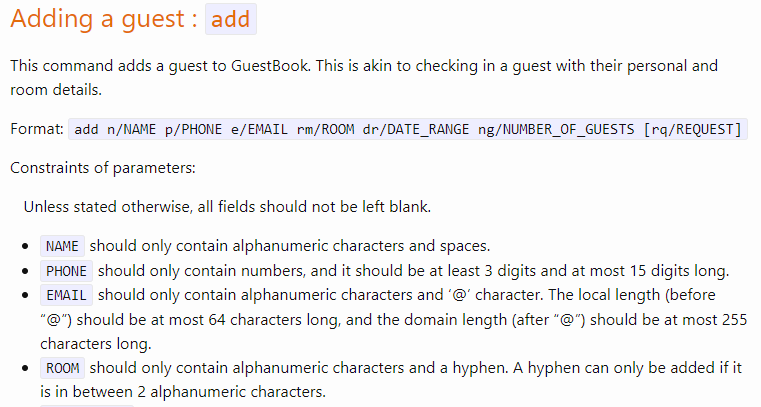 Adding a guest : add
This command adds a guest to GuestBook. This is akin to checking in a guest with their personal and
room details.
Format: add n/NAME p/PHONE e/EMAIL rm/ROOM dr/DATE_RANGE ng/NUMBER_OF_GUESTS [rq/REQUEST]
Constraints of parameters:
Unless stated otherwise, all fields should not be left blank.
• NAME should only contain alphanumeric characters and spaces.
• PHONE should only contain numbers, and it should be at least 3 digits and at most 15 digits long.
• EMAIL should only contain alphanumeric characters and ‘@’ character. The local length (before
“@”) should be at most 64 characters long, and the domain length (after “@”) should be at most 255
characters long.
• ROOM should only contain alphanumeric characters and a hyphen. A hyphen can only be added if it
is in between 2 alphanumeric characters.